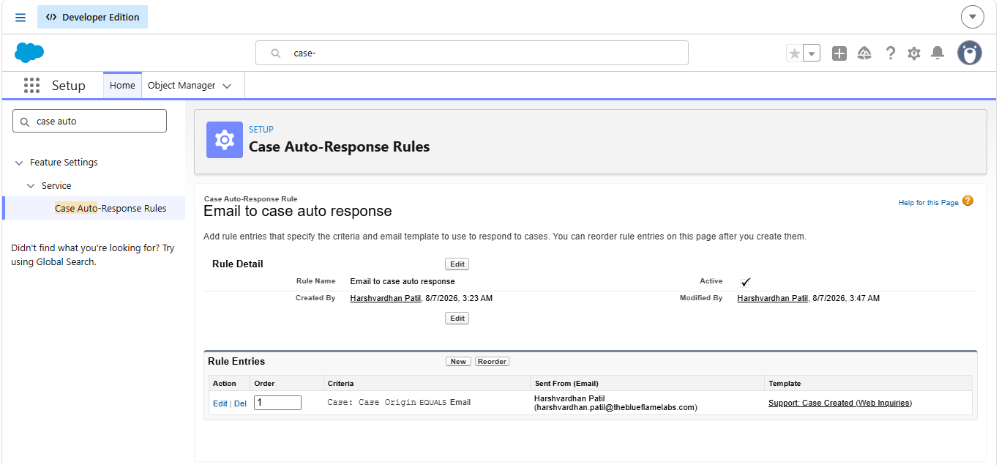 </> Developer Edition
case-
Setup
Home
Object Manager
case auto
Feature Settings
Service
Case Auto-Response Rules
Didn't find what you're looking for? Try
using Global Search.
SETUP
Case Auto-Response Rules
Case Auto-Response Rule
Email to case auto response
Help for this Page ?
Add rule entries that specify the criteria and email template to use to respond to cases. You can reorder rule entries on this page after you create them.
Rule Detail
Edit
Rule Name Email to case auto response Active
Created By Harshvardhan Patil, 8/7/2026, 3:23 AM Modified By Harshvardhan Patil, 8/7/2026, 3:47 AM
Edit
Rule Entries New Reorder
Action Order Criteria Sent From (Email) Template
Edit | Del 1 Case: Case Origin EQUALS Email Harshvardhan Patil Support: Case Created (Web Inquiries)
(harshvardhan.patil@theblueflamelabs.com)